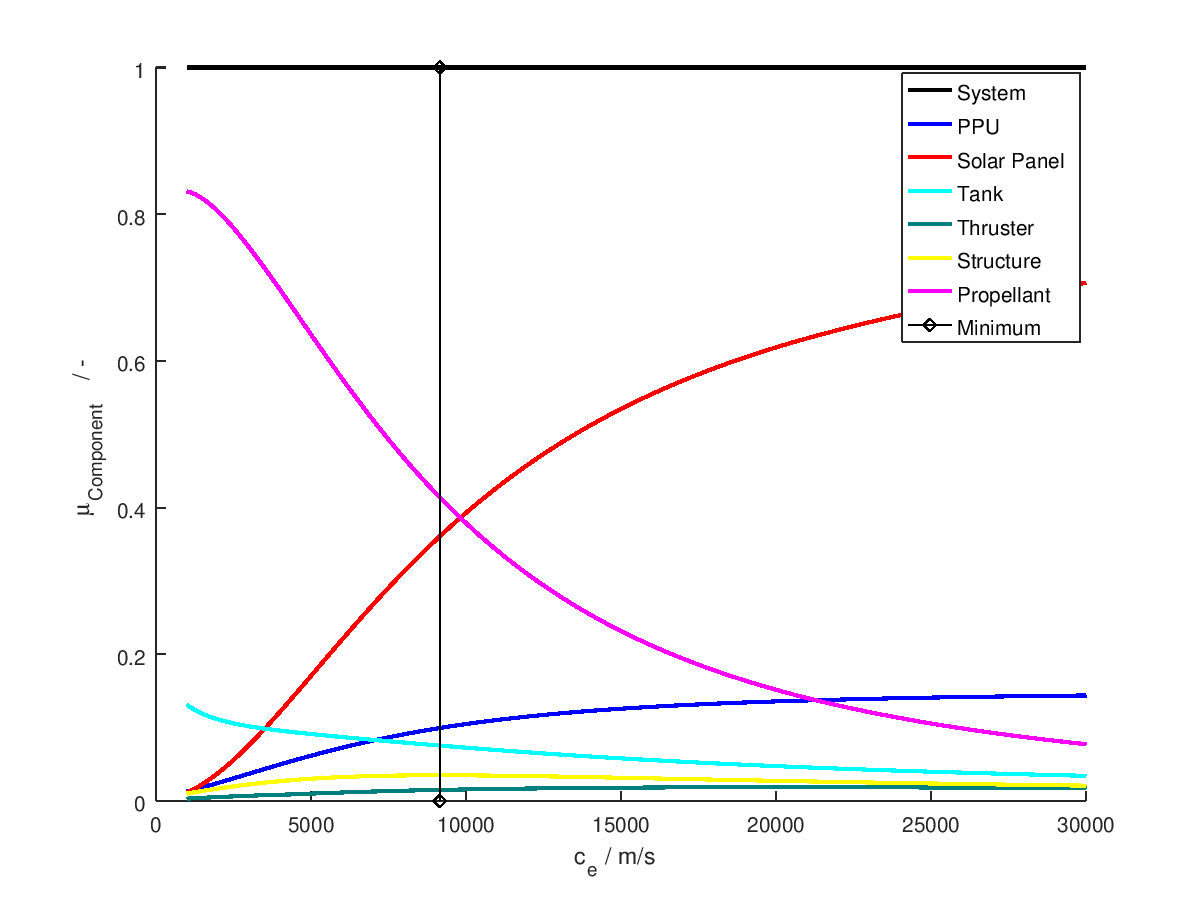 1
0.8
0.6
0.4
0.2
0
μComponent / -
0 5000 10000 15000 20000 25000 30000
ce / m/s
System
PPU
Solar Panel
Tank
Thruster
Structure
Propellant
Minimum